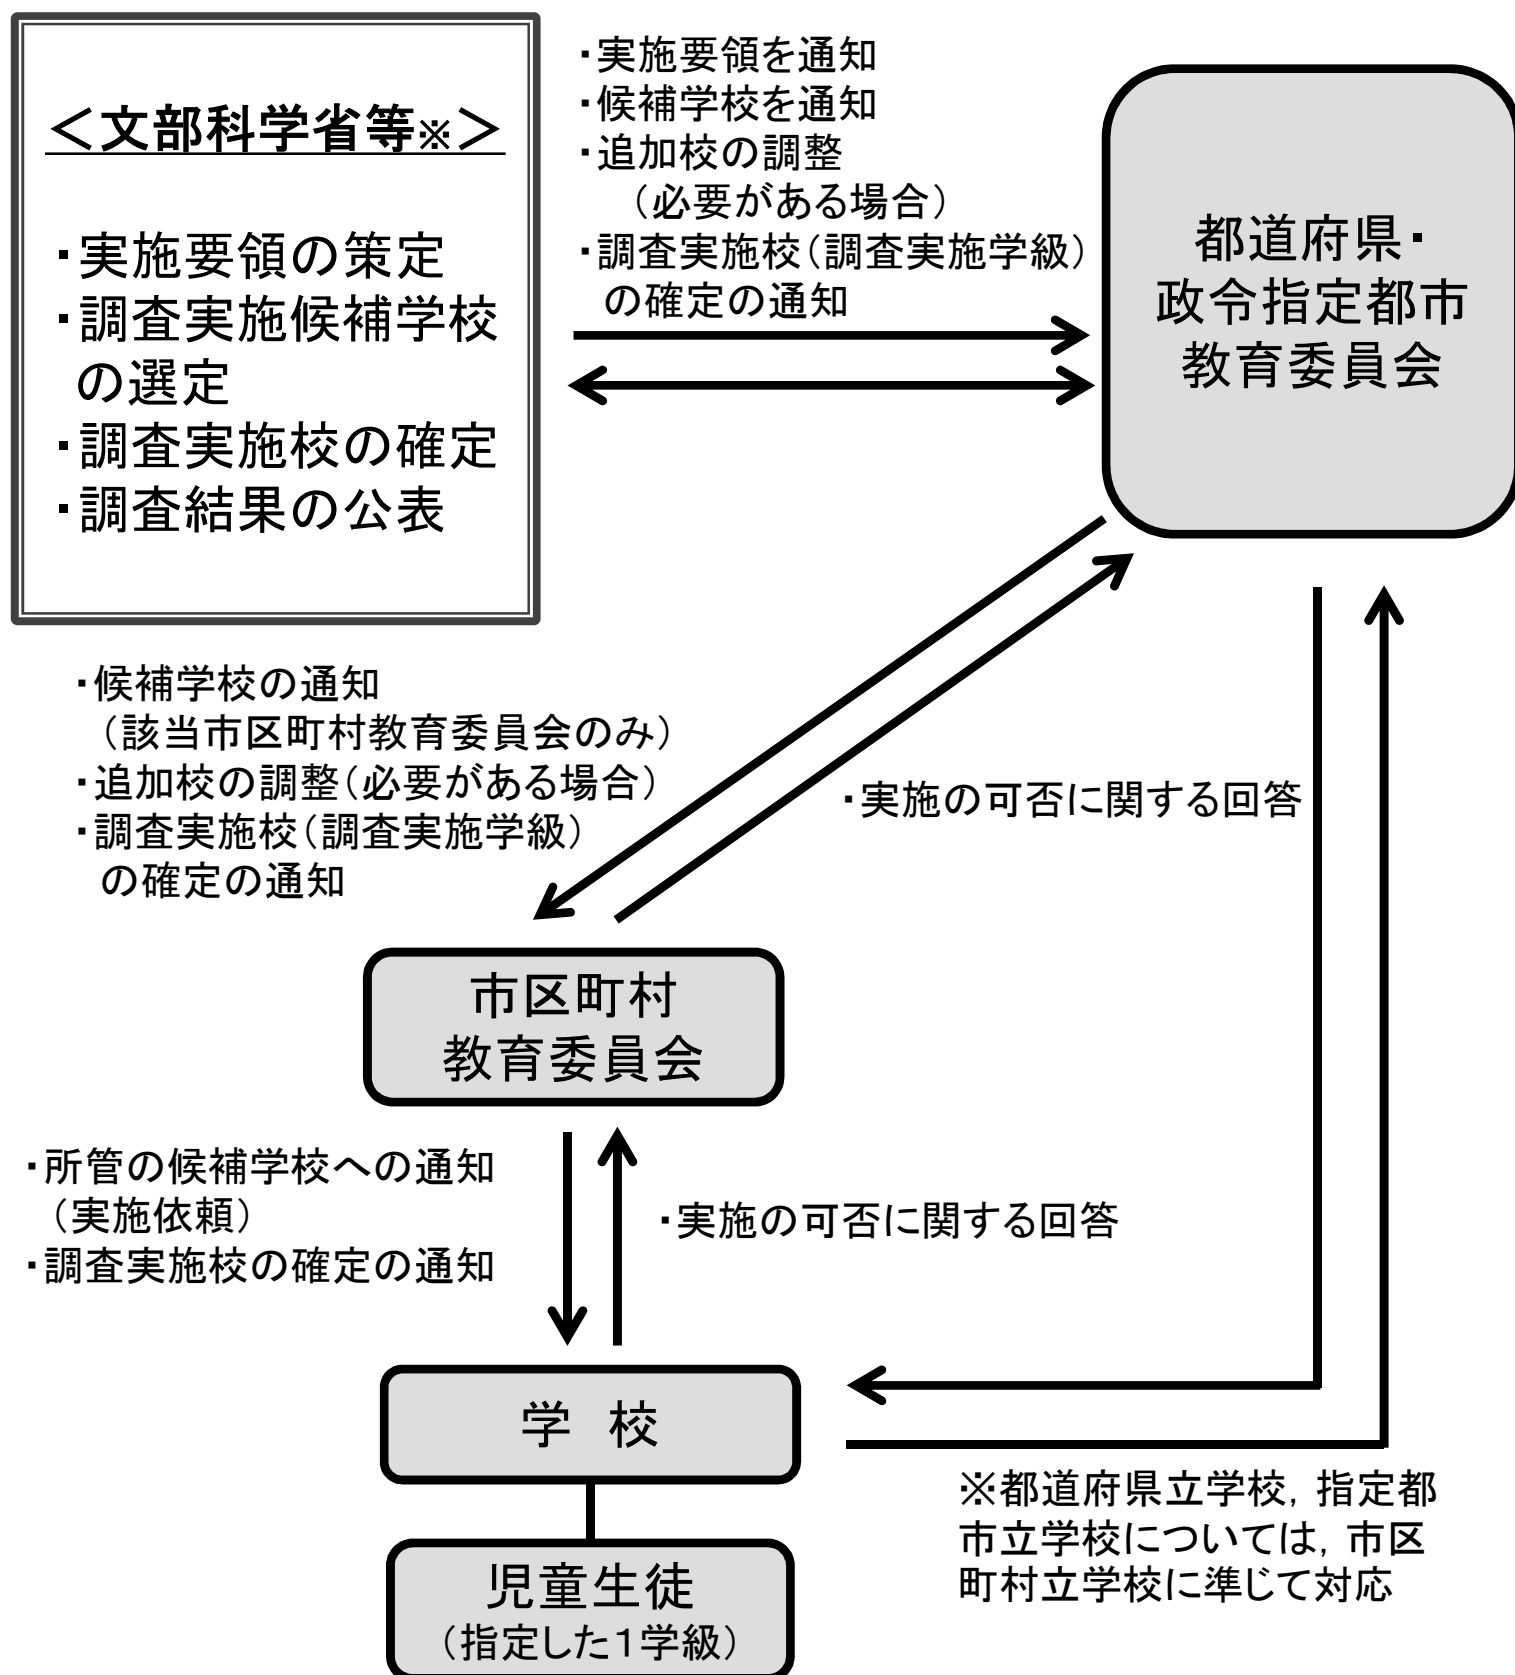 ＜文部科学省等※＞
・実施要領の策定
・調査実施候補学校
の選定
・調査実施校の確定
・調査結果の公表
・実施要領を通知
・候補学校を通知
・追加校の調整
（必要がある場合）
・調査実施校（調査実施学級）
の確定の通知
都道府県・
政令指定都市
教育委員会
・候補学校の通知
（該当市区町村教育委員会のみ）
・追加校の調整（必要がある場合）
・調査実施校（調査実施学級）
の確定の通知
・実施の可否に関する回答
市区町村
教育委員会
・所管の候補学校への通知
（実施依頼）
・調査実施校の確定の通知
・実施の可否に関する回答
学　校
※都道府県立学校，指定都
市立学校については，市区
町村立学校に準じて対応
児童生徒
（指定した１学級）